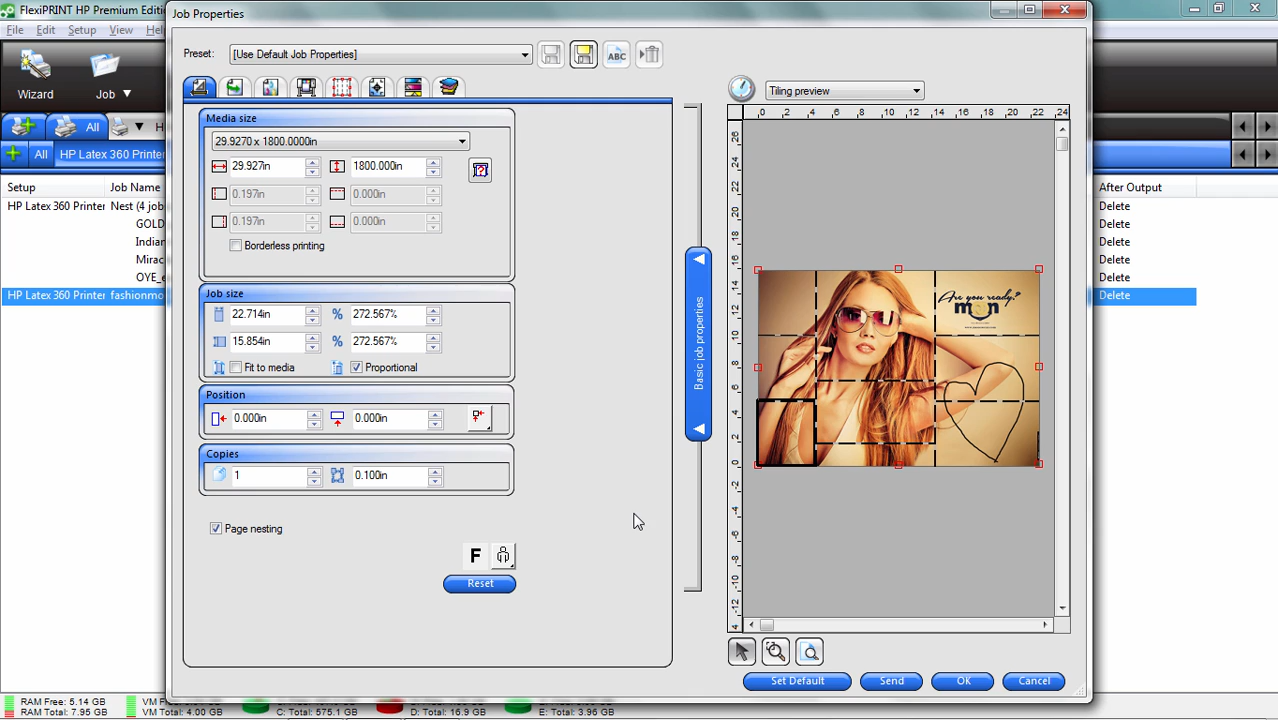 FlexiPRINT HP Premium Editi
Job Properties
File Edit Setup View He
Preset: [Use Default Job Properties]
ABC
Wizard
Job
Tiling preview
Media size
0 2 4 6 8 10 12 14 16 18 20 22 24
29.9270 x 1800.0000in
All H
All HP Latex 360 Printer
29.927in 1800.000in
Setup Job Name
After Output
0.197in 0.000in
HP Latex 360 Printer Nest (4 job
Delete
0.197in 0.000in
GOLD
Delete
Borderless printing
Indian
Delete
Mirac
Delete
OYE_e
Delete
HP Latex 360 Printer fashionmo
Delete
Job size
22.714in % 272.567%
15.854in % 272.567%
Fit to media Proportional
Are you ready?
Basic job properties
Position
0.000in 0.000in
Copies
1 0.100in
Page nesting
F
Reset
26 24 22 20 18 16 14 12 10 8 6 4 2 0 -2 -4 -6 -8 -10 -12
Set Default Send OK Cancel
RAM Free: 5.14 GB VM Free:
RAM Total: 7.95 GB VM Total: 4.00 GB C: Total: 575.1 GB D: Total: 16.9 GB E: Total: 3.96 GB